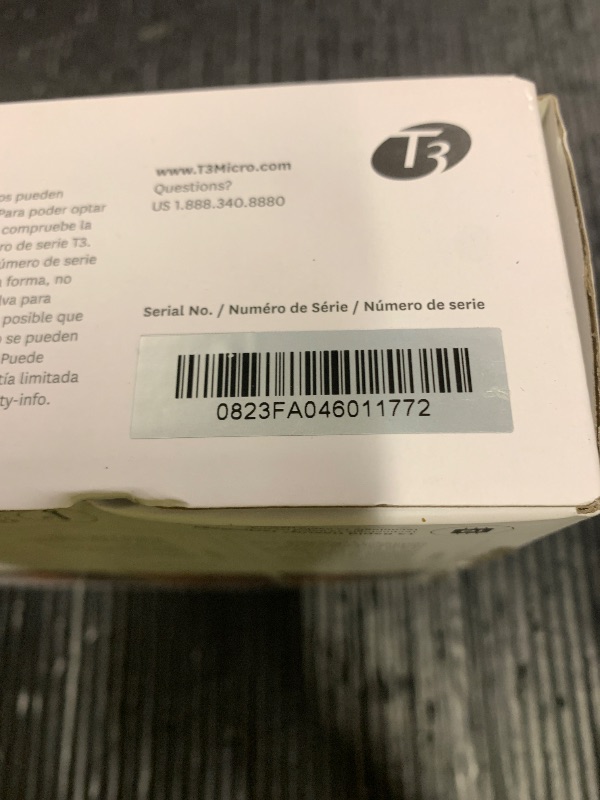 os pueden
Para poder optar
compruebe la
ro de serie T3.
úmero de serie
forma, no
lva para
posible que
se pueden
Puede
tía limitada
ty-info.
www.T3Micro.com
Questions?
US 1.888.340.8880
T3
Serial No. / Numéro de Série / Número de serie
0823FA046011772